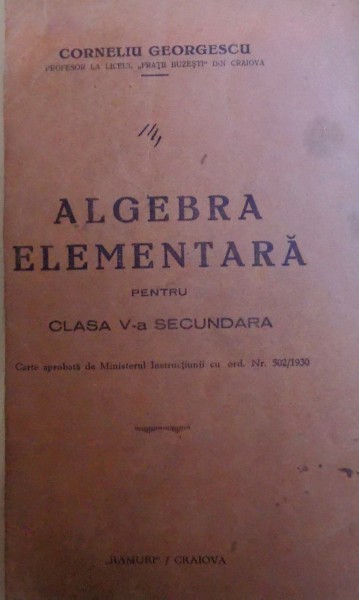 CORNELIU GEORGESCU
PROFESOR LA LICEUL „FRAȚII BUZEȘTI" DIN CRAIOVA
ALGEBRA
ELEMENTARĂ
PENTRU
CLASA V-a SECUNDARA
Carte aprobată de Ministerul Instrucțiunii cu ord. Nr. 502/1930
„RAMURI" / CRAIOVA